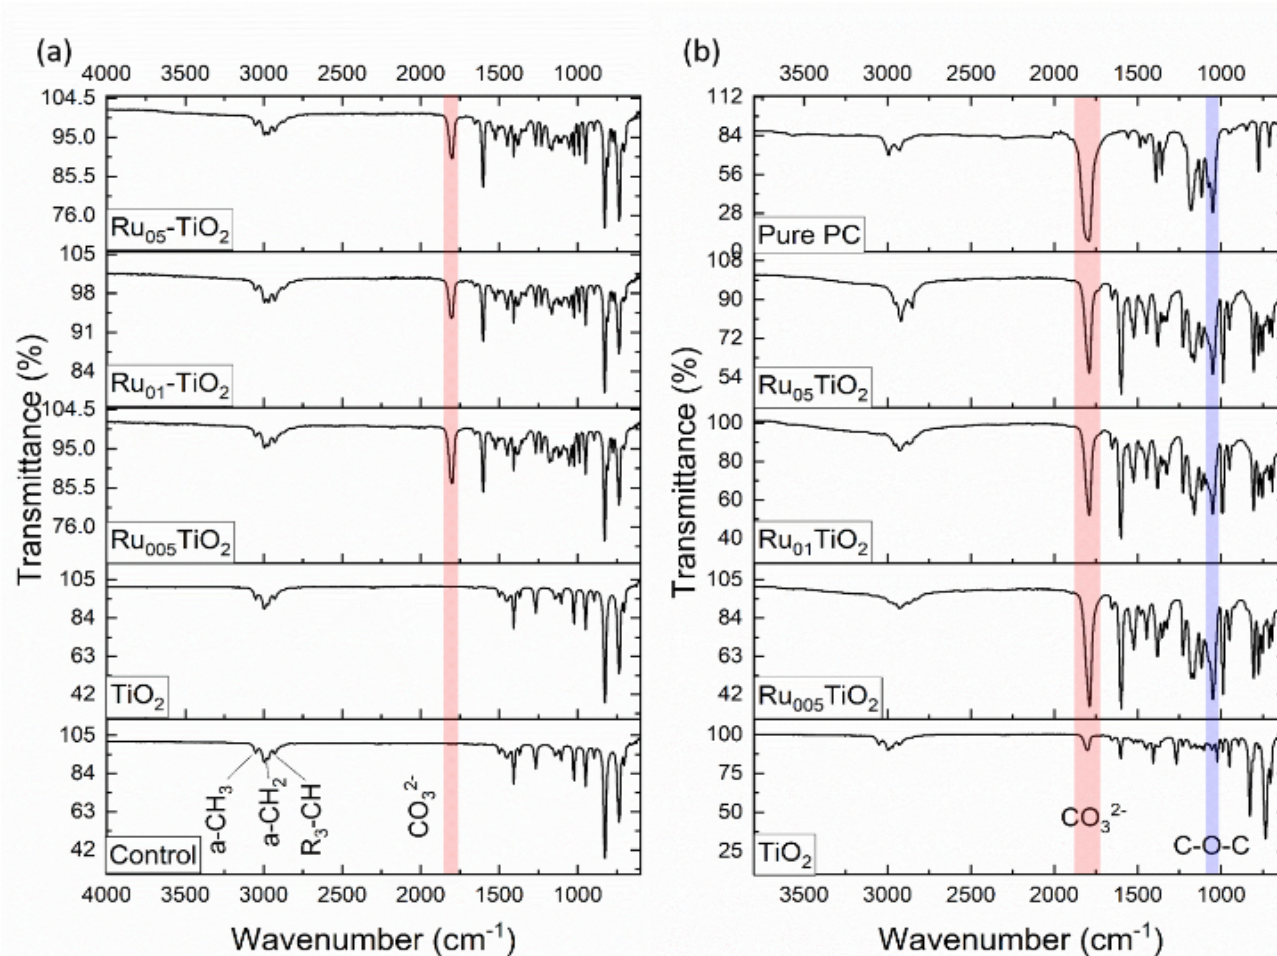 (a)
4000 3500 3000 2500 2000 1500 1000
104.5
95.0
85.5
76.0
Ru₀₅-TiO₂
105
98
91
84
Ru₀₁-TiO₂
104.5
95.0
85.5
76.0
Ru₀₀₅TiO₂
105
84
63
42
TiO₂
105
84
63
42
a-CH₃
a-CH₂
R₃-CH
CO₃²⁻
Control
4000 3500 3000 2500 2000 1500 1000
Transmittance (%)
Wavenumber (cm⁻¹)
(b)
3500 3000 2500 2000 1500 1000
112
84
56
28
0
Pure PC
108
90
72
54
Ru₀₅TiO₂
100
80
60
40
Ru₀₁TiO₂
105
84
63
42
Ru₀₀₅TiO₂
100
75
50
25
CO₃²⁻
C-O-C
TiO₂
3500 3000 2500 2000 1500 1000
Transmittance (%)
Wavenumber (cm⁻¹)